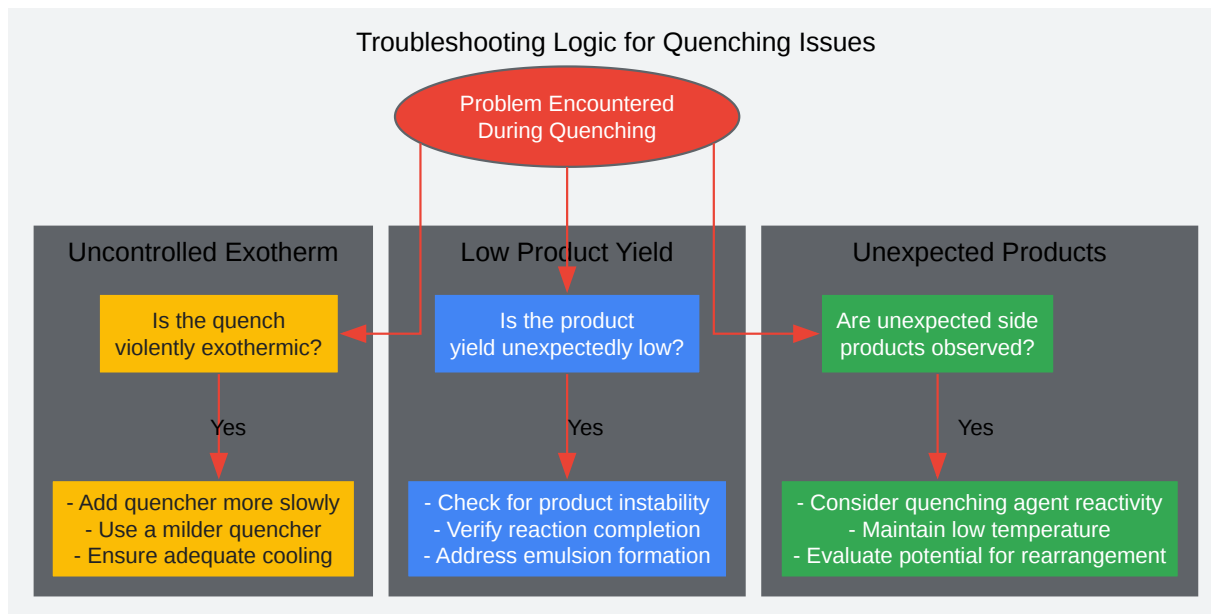 Troubleshooting Logic for Quenching Issues
Problem Encountered
During Quenching
Uncontrolled Exotherm
Is the quench
violently exothermic?
Yes
- Add quencher more slowly
- Use a milder quencher
- Ensure adequate cooling
Low Product Yield
Is the product
yield unexpectedly low?
Yes
- Check for product instability
- Verify reaction completion
- Address emulsion formation
Unexpected Products
Are unexpected side
products observed?
Yes
- Consider quenching agent reactivity
- Maintain low temperature
- Evaluate potential for rearrangement